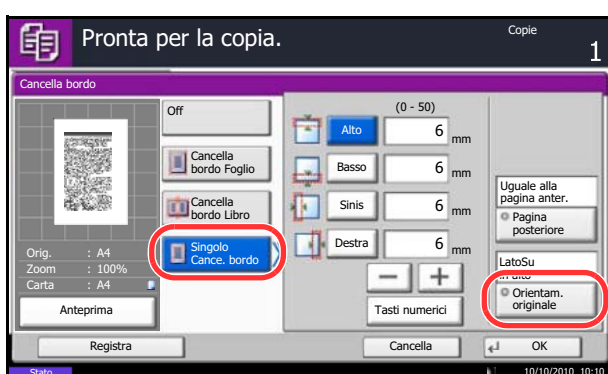 Pronta per la copia.
Copie
1
Cancella bordo
Off
Cancella
bordo Foglio
Cancella
bordo Libro
Singolo
Cance. bordo
(0 - 50)
Alto
6 mm
Basso
6 mm
Sinis
6 mm
Destra
6 mm
Tasti numerici
Uguale alla
pagina anter.
Pagina
posteriore
LatoSu
in alto
Orientam.
originale
Orig. : A4
Zoom : 100%
Carta : A4
Anteprima
Registra
Cancella
OK
Stato
10/10/2010 10:10